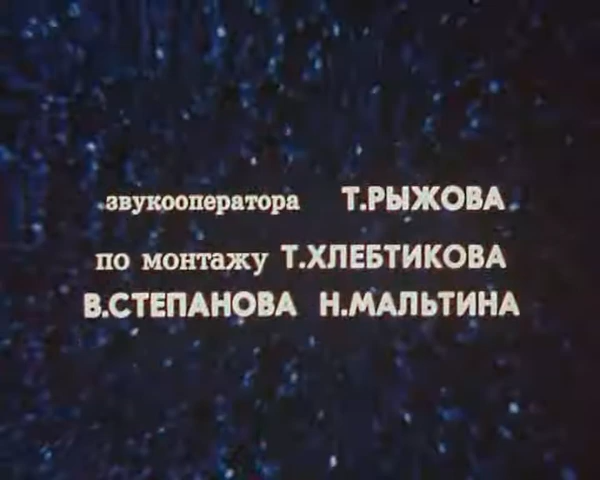 звукооператора Т.РЫЖОВА
по монтажу Т.ХЛЕБТИКОВА
В.СТЕПАНОВА Н.МАЛЬТИНА